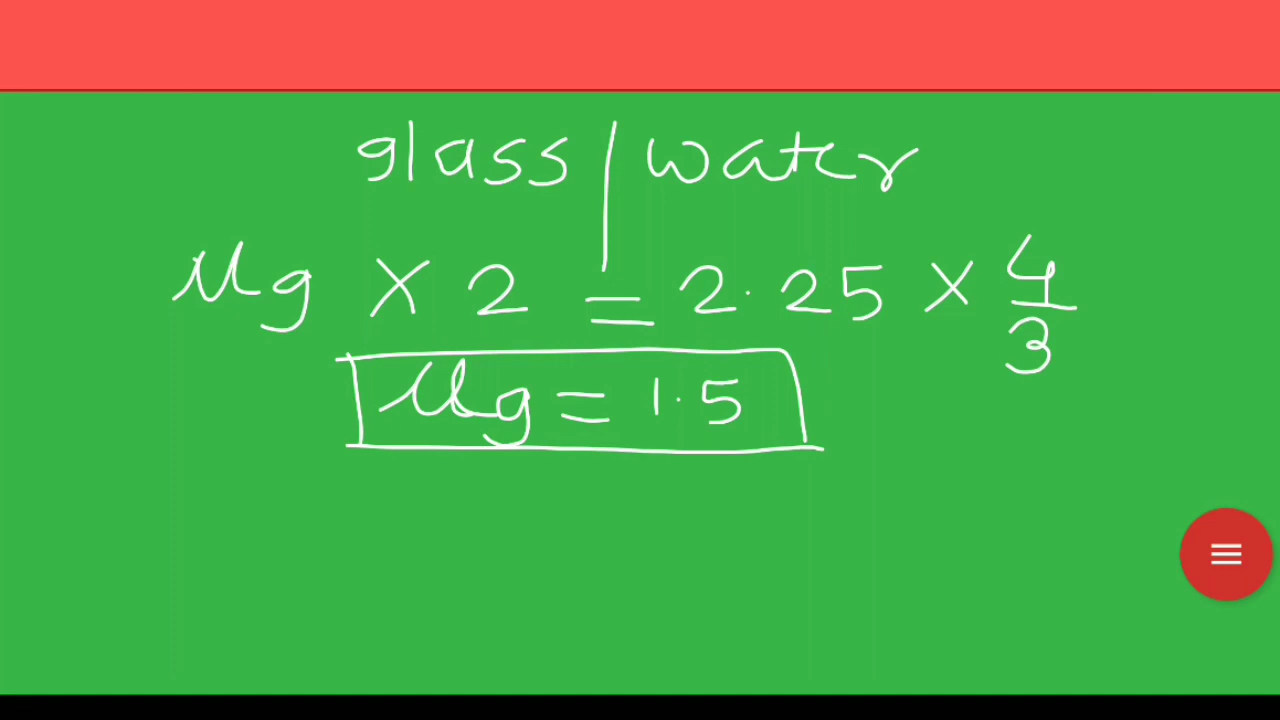 glass | water
μg × 2 = 2.25 × 4/3
μg = 1.5